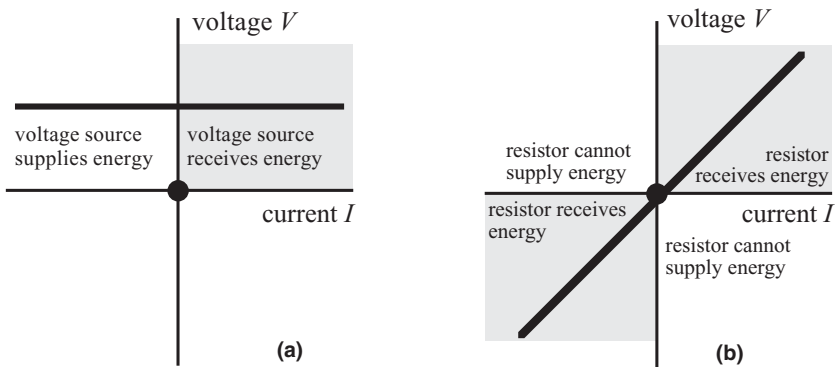 voltage V
voltage source
supplies energy
voltage source
receives energy
current I
(a)
voltage V
resistor cannot
supply energy
resistor
receives energy
resistor receives
energy
current I
resistor cannot
supply energy
(b)